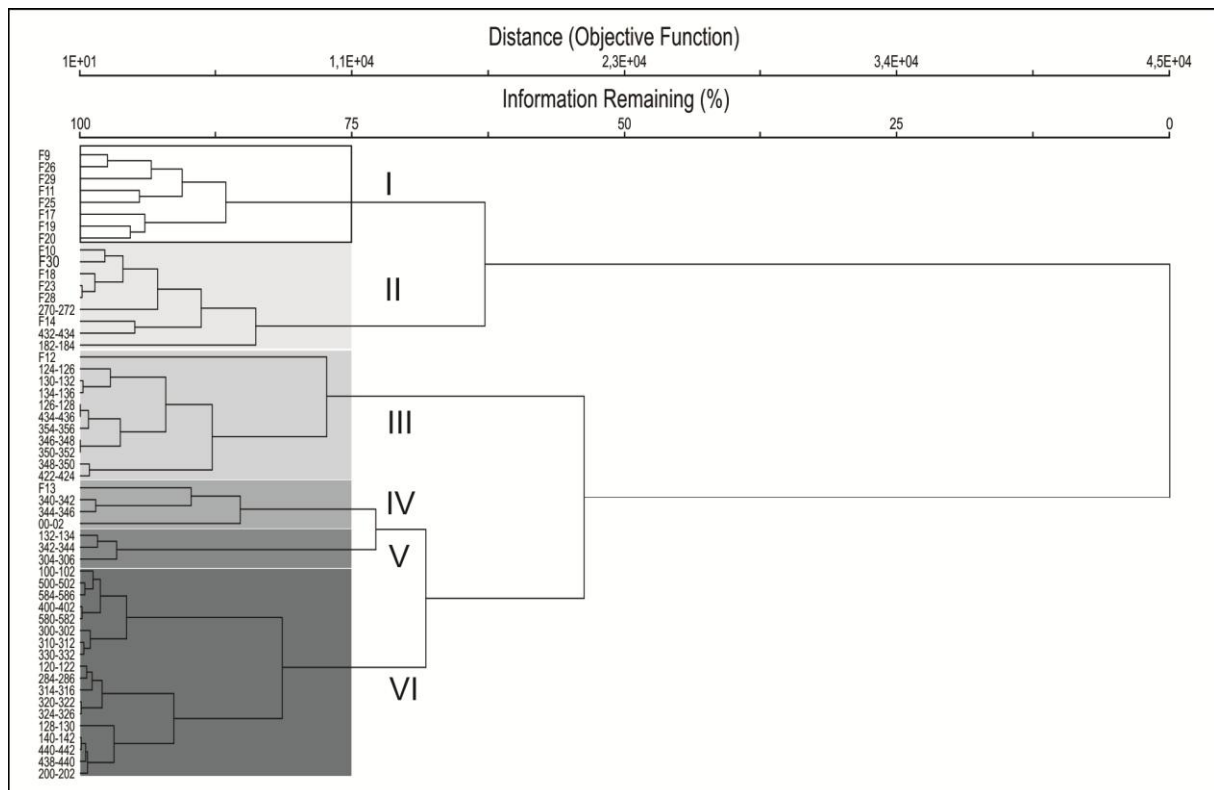 Distance (Objective Function)
1E+01 1,1E+04 2,3E+04 3,4E+04 4,5E+04
Information Remaining (%)
100 75 50 25 0
F9
F26
F29
F11
F25
F17
F19
F20
I
F10
F30
F18
F23
F28
270-272
F14
432-434
182-184
II
F12
124-126
130-132
134-136
126-128
434-436
354-356
346-348
350-352
348-350
422-424
III
F13
340-342
344-346
00-02
IV
132-134
342-344
304-306
V
100-102
500-502
584-586
400-402
580-582
300-302
310-312
330-332
120-122
284-286
314-316
320-322
324-326
128-130
140-142
440-442
438-440
200-202
VI